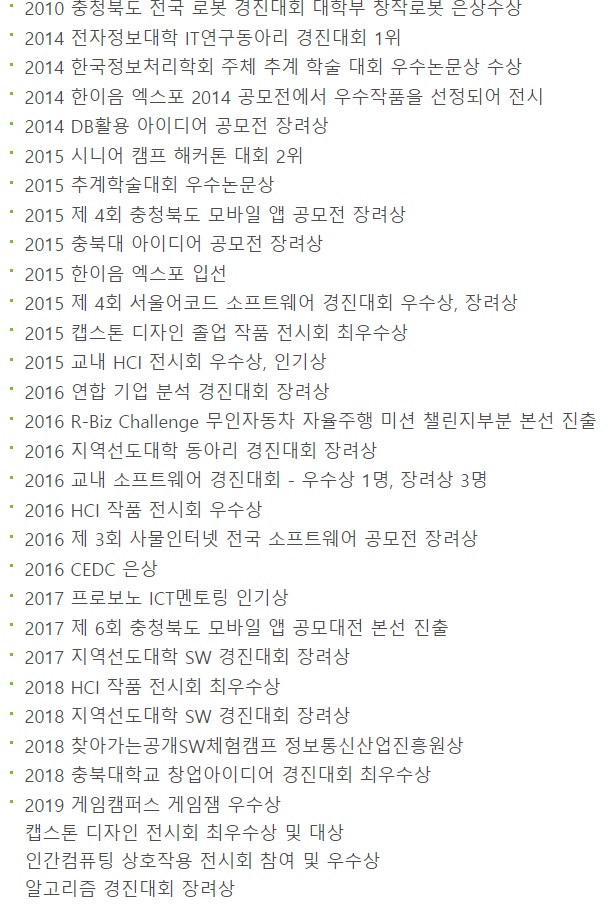 2010 충청북도 전국 로봇 경진대회 대학부 창작로봇 은상수상
2014 전자정보대학 IT연구동아리 경진대회 1위
2014 한국정보처리학회 주체 추계 학술 대회 우수논문상 수상
2014 한이음 엑스포 2014 공모전에서 우수작품을 선정되어 전시
2014 DB활용 아이디어 공모전 장려상
2015 시니어 캠프 해커톤 대회 2위
2015 추계학술대회 우수논문상
2015 제 4회 충청북도 모바일 앱 공모전 장려상
2015 충북대 아이디어 공모전 장려상
2015 한이음 엑스포 입선
2015 제 4회 서울어코드 소프트웨어 경진대회 우수상, 장려상
2015 캡스톤 디자인 졸업 작품 전시회 최우수상
2015 교내 HCI 전시회 우수상, 인기상
2016 연합 기업 분석 경진대회 장려상
2016 R-Biz Challenge 무인자동차 자율주행 미션 챌린지부분 본선 진출
2016 지역선도대학 동아리 경진대회 장려상
2016 교내 소프트웨어 경진대회 - 우수상 1명, 장려상 3명
2016 HCI 작품 전시회 우수상
2016 제 3회 사물인터넷 전국 소프트웨어 공모전 장려상
2016 CEDC 은상
2017 프로보노 ICT멘토링 인기상
2017 제 6회 충청북도 모바일 앱 공모대전 본선 진출
2017 지역선도대학 SW 경진대회 장려상
2018 HCI 작품 전시회 최우수상
2018 지역선도대학 SW 경진대회 장려상
2018 찾아가는공개SW체험캠프 정보통신산업진흥원상
2018 충북대학교 창업아이디어 경진대회 최우수상
2019 게임캠퍼스 게임잼 우수상
캡스톤 디자인 전시회 최우수상 및 대상
인간컴퓨팅 상호작용 전시회 참여 및 우수상
알고리즘 경진대회 장려상